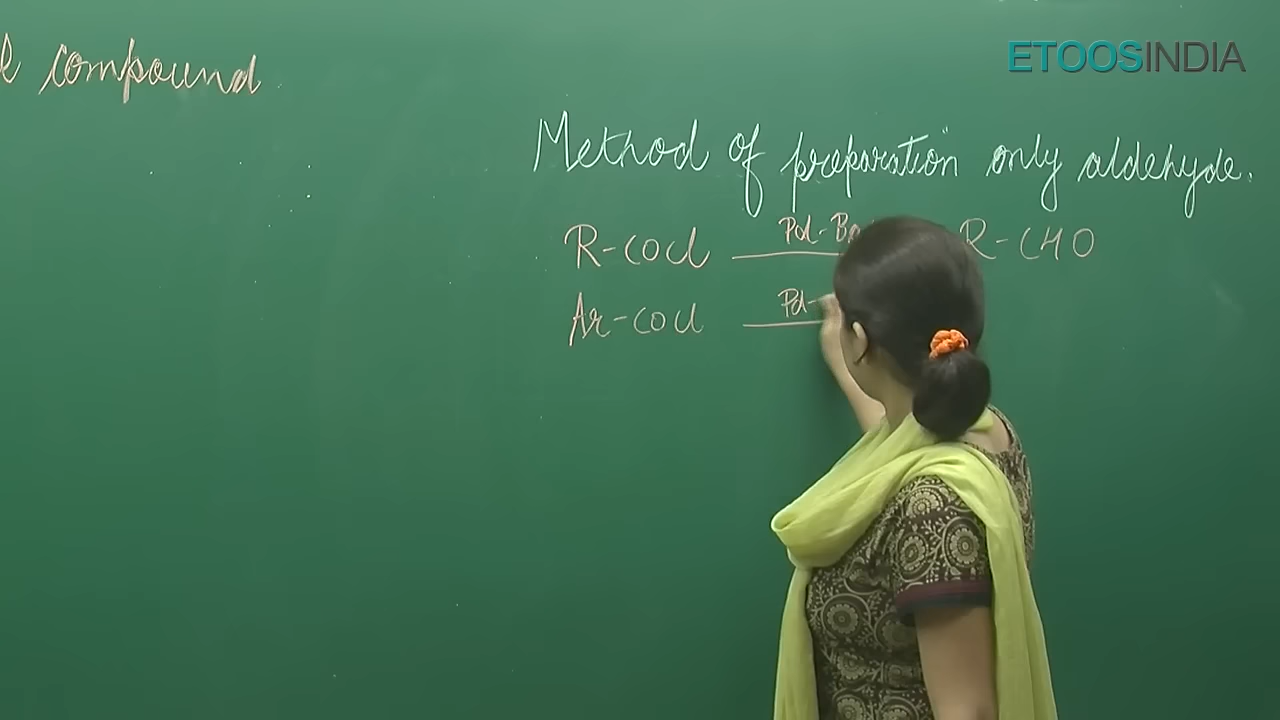 ETOOSINDIA
compound
Method of preparation only aldehyde.
R-COCl Pd-Ba R-CHO
Ar-COCl Pd-